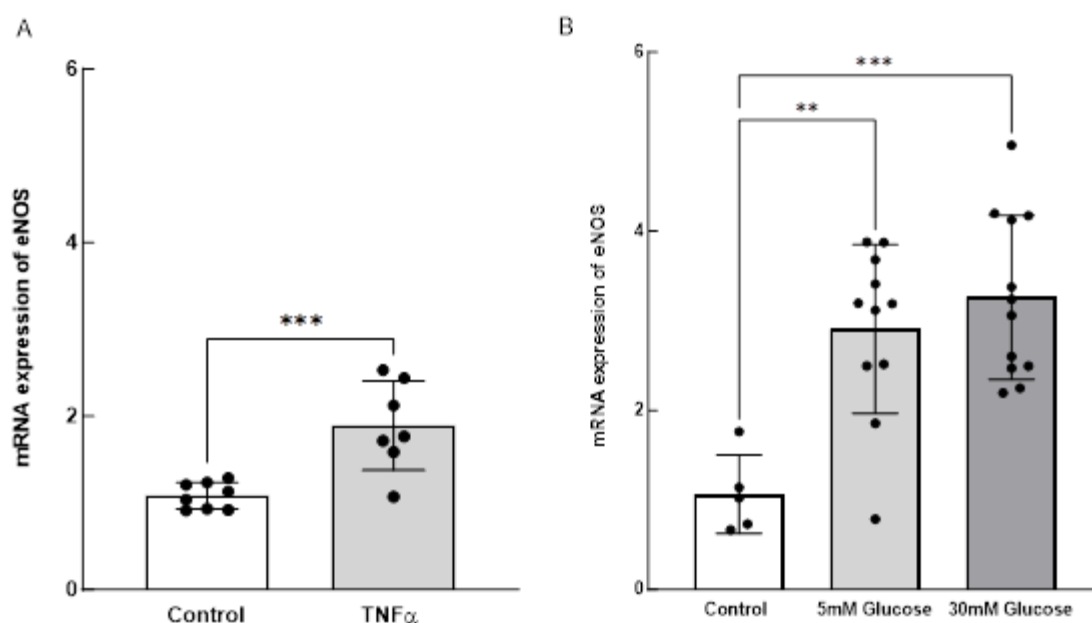 A
mRNA expression of eNOS
6
4
2
0
***
Control
TNFα
B
mRNA expression of eNOS
6
4
2
0
***
**
Control
5mM Glucose
30mM Glucose